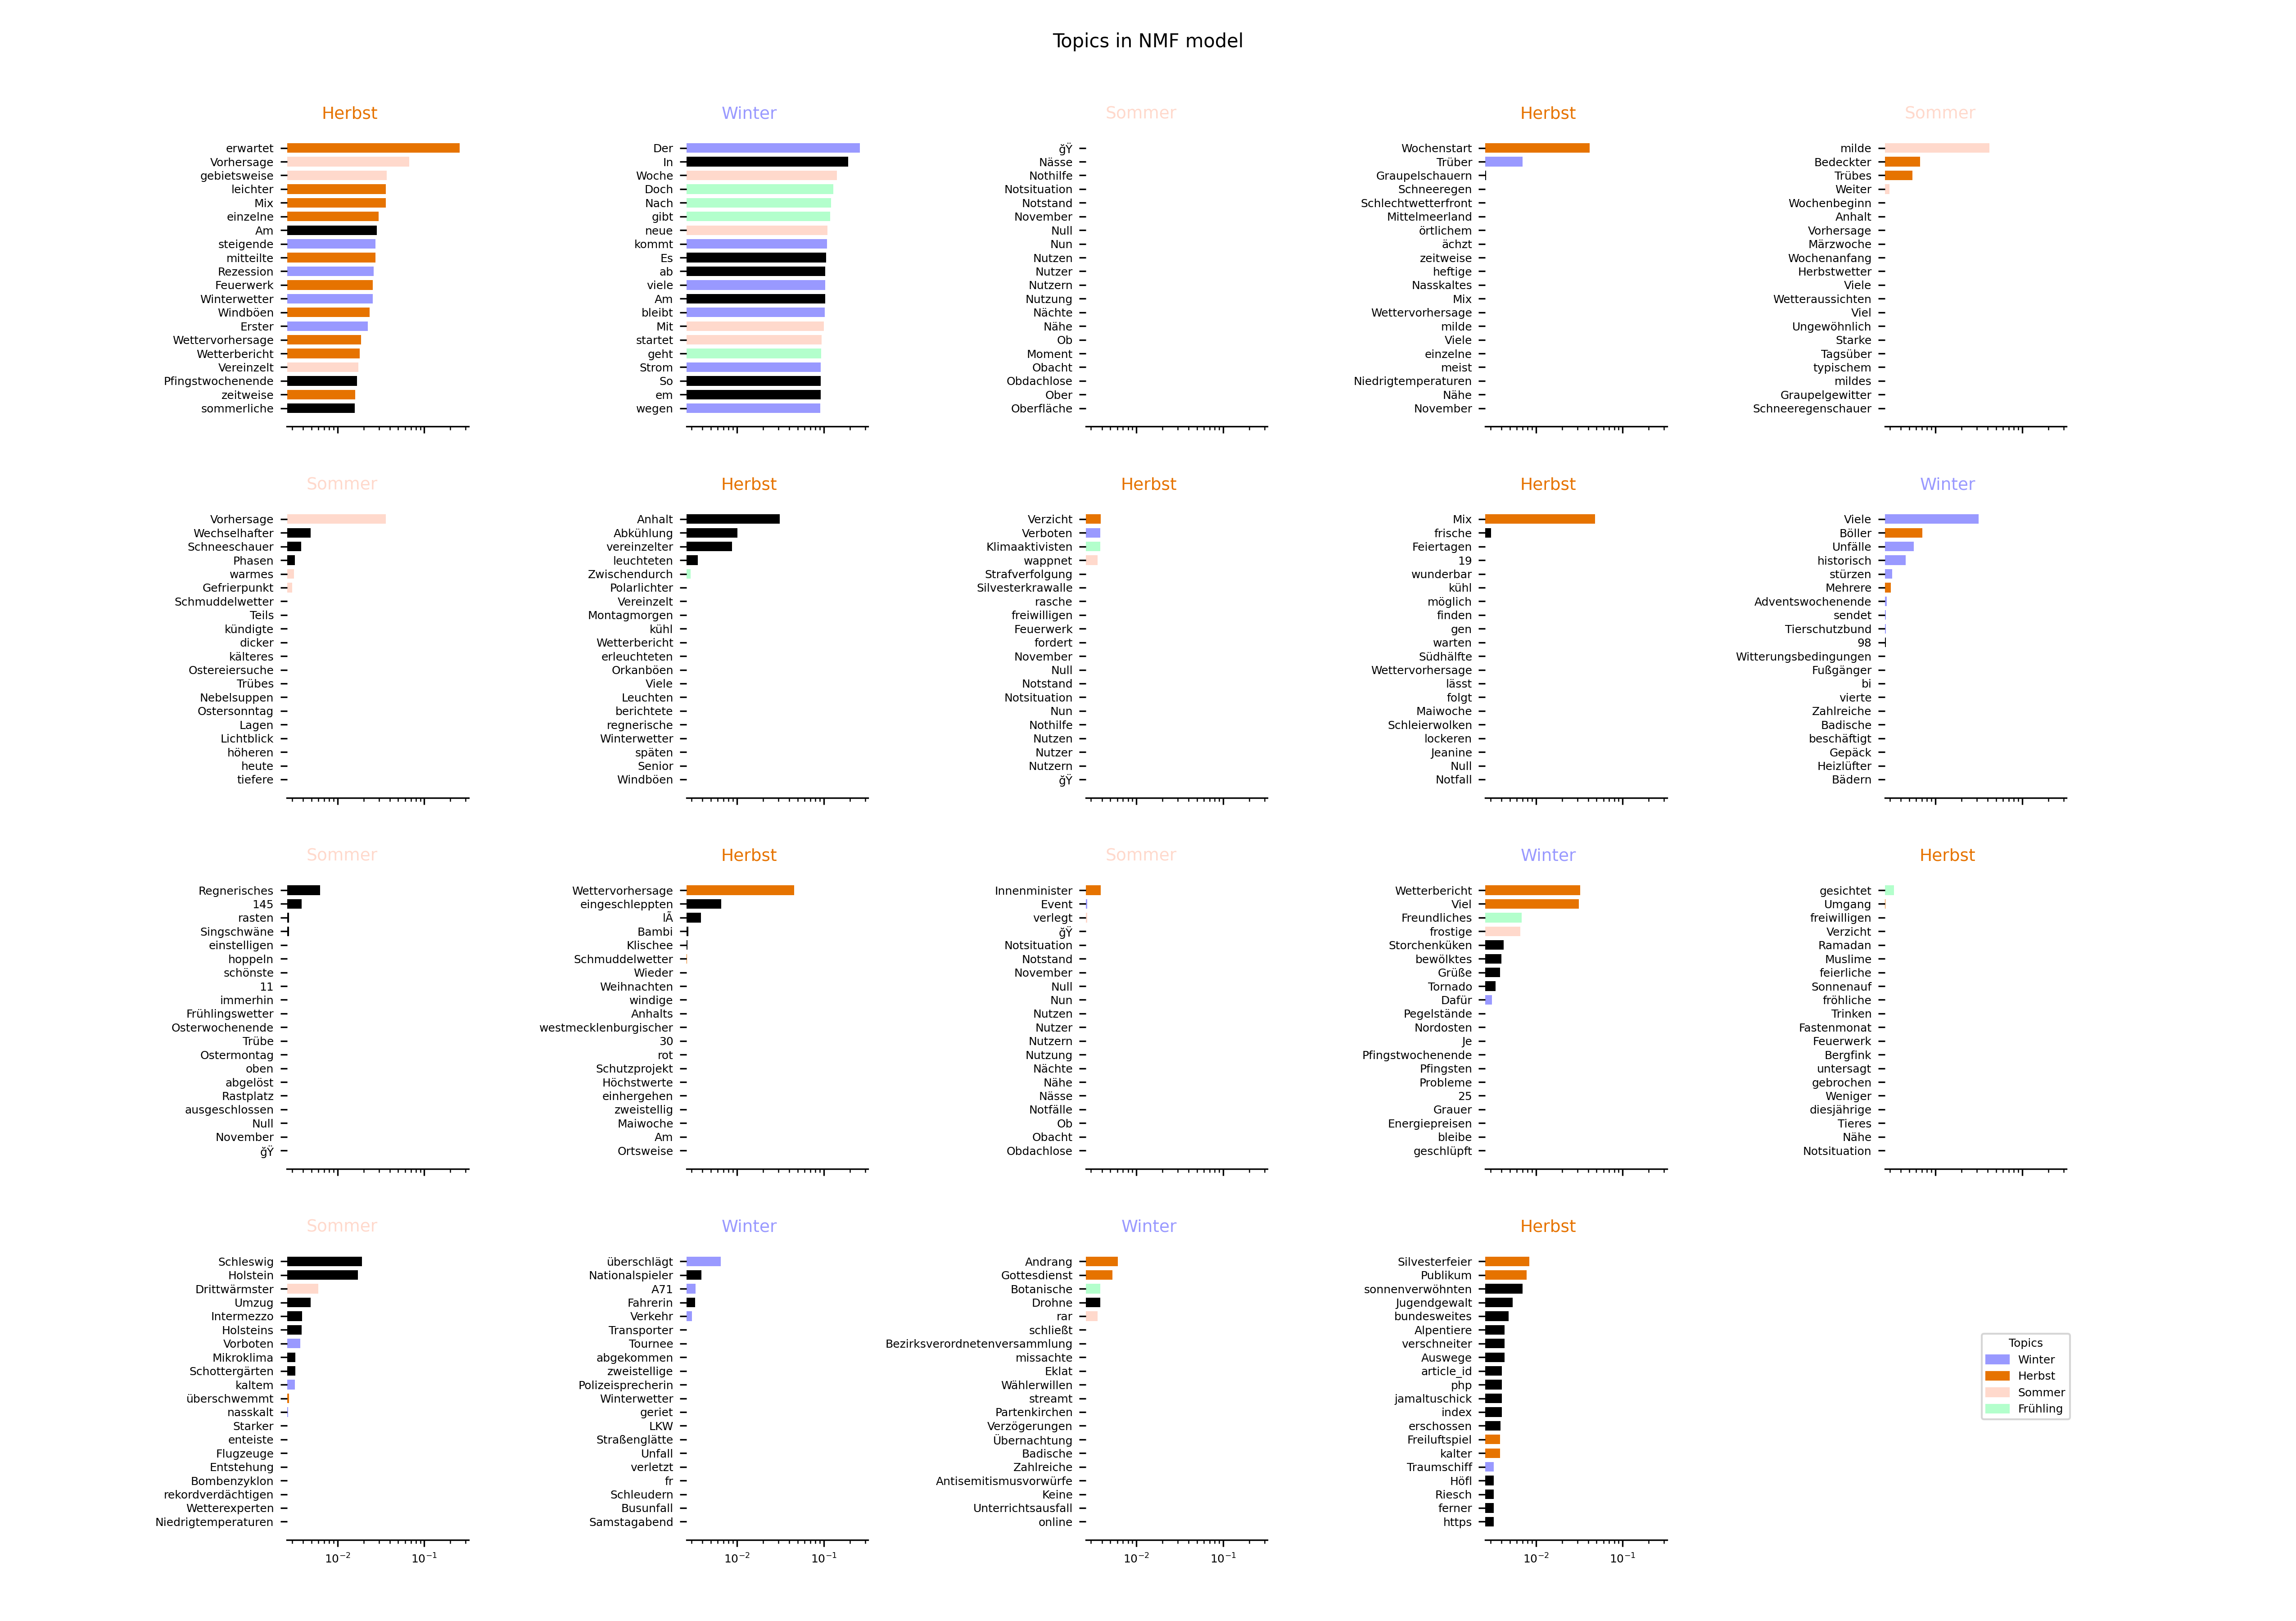 Topics in NMF model
Herbst
erwartet
Vorhersage
gebietsweise
leichter
Mix
einzelne
Am
steigende
mitteilte
Rezession
Feuerwerk
Winterwetter
Windböen
Erster
Wettervorhersage
Wetterbericht
Vereinzelt
Pfingstwochenende
zeitweise
sommerliche
Winter
Der
In
Woche
Doch
Nach
gibt
neue
kommt
Es
ab
viele
Am
bleibt
Mit
startet
geht
Strom
So
em
wegen
Sommer
ğŸ
Nässe
Nothilfe
Notsituation
Notstand
November
Null
Nun
Nutzen
Nutzer
Nutzern
Nutzung
Nächte
Nähe
Ob
Moment
Obacht
Obdachlose
Ober
Oberfläche
Herbst
Wochenstart
Trüber
Graupelschauern
Schneeregen
Schlechtwetterfront
Mittelmeerland
örtlichem
ächzt
zeitweise
heftige
Nasskaltes
Mix
Wettervorhersage
milde
Viele
einzelne
meist
Niedrigtemperaturen
Nähe
November
Sommer
milde
Bedeckter
Trübes
Weiter
Wochenbeginn
Anhalt
Vorhersage
Märzwoche
Wochenanfang
Herbstwetter
Viele
Wetteraussichten
Viel
Ungewöhnlich
Starke
Tagsüber
typischem
mildes
Graupelgewitter
Schneeregenschauer
Sommer
Vorhersage
Wechselhafter
Schneeschauer
Phasen
warmes
Gefrierpunkt
Schmuddelwetter
Teils
kündigte
dicker
kälteres
Ostereiersuche
Trübes
Nebelsuppen
Ostersonntag
Lagen
Lichtblick
höheren
heute
tiefere
Herbst
Anhalt
Abkühlung
vereinzelter
leuchteten
Zwischendurch
Polarlichter
Vereinzelt
Montagmorgen
kühl
Wetterbericht
erleuchteten
Orkanböen
Viele
Leuchten
berichtete
regnerische
Winterwetter
späten
Senior
Windböen
Herbst
Verzicht
Verboten
Klimaaktivisten
wappnet
Strafverfolgung
Silvesterkrawalle
rasche
freiwilligen
Feuerwerk
fordert
November
Null
Notstand
Notsituation
Nun
Nothilfe
Nutzen
Nutzer
Nutzern
ğŸ
Herbst
Mix
frische
Feiertagen
19
wunderbar
kühl
möglich
finden
gen
warten
Südhälfte
Wettervorhersage
lässt
folgt
Maiwoche
Schleierwolken
lockeren
Jeanine
Null
Notfall
Winter
Viele
Böller
Unfälle
historisch
stürzen
Mehrere
Adventswochenende
sendet
Tierschutzbund
98
Witterungsbedingungen
Fußgänger
bi
vierte
Zahlreiche
Badische
beschäftigt
Gepäck
Heizlüfter
Bädern
Sommer
Regnerisches
145
rasten
Singschwäne
einstelligen
hoppeln
schönste
11
immerhin
Frühlingswetter
Osterwochenende
Trübe
Ostermontag
oben
abgelöst
Rastplatz
ausgeschlossen
Null
November
ğŸ
Herbst
Wettervorhersage
eingeschleppten
lÃ
Bambi
Klischee
Schmuddelwetter
Wieder
Weihnachten
windige
Anhalts
westmecklenburgischer
30
rot
Schutzprojekt
Höchstwerte
einhergehen
zweistellig
Maiwoche
Am
Ortsweise
Sommer
Innenminister
Event
verlegt
ğŸ
Notsituation
Notstand
November
Null
Nun
Nutzen
Nutzer
Nutzern
Nutzung
Nächte
Nähe
Nässe
Notfälle
Ob
Obacht
Obdachlose
Winter
Wetterbericht
Viel
Freundliches
frostige
Storchenküken
bewölktes
Grüße
Tornado
Dafür
Pegelstände
Nordosten
Je
Pfingstwochenende
Pfingsten
Probleme
25
Grauer
Energiepreisen
bleibe
geschlüpft
Herbst
gesichtet
Umgang
freiwilligen
Verzicht
Ramadan
Muslime
feierliche
Sonnenauf
fröhliche
Trinken
Fastenmonat
Feuerwerk
Bergfink
untersagt
gebrochen
Weniger
diesjährige
Tieres
Nähe
Notsituation
Sommer
Schleswig
Holstein
Drittwärmster
Umzug
Intermezzo
Holsteins
Vorboten
Mikroklima
Schottergärten
kaltem
überschwemmt
nasskalt
Starker
enteiste
Flugzeuge
Entstehung
Bombenzyklon
rekordverdächtigen
Wetterexperten
Niedrigtemperaturen
10⁻² 10⁻¹
Winter
überschlägt
Nationalspieler
A71
Fahrerin
Verkehr
Transporter
Tournee
abgekommen
zweistellige
Polizeisprecherin
Winterwetter
geriet
LKW
Straßenglätte
Unfall
verletzt
fr
Schleudern
Busunfall
Samstagabend
10⁻² 10⁻¹
Winter
Andrang
Gottesdienst
Botanische
Drohne
rar
schließt
Bezirksverordnetenversammlung
missachte
Eklat
Wählerwillen
streamt
Partenkirchen
Verzögerungen
Übernachtung
Badische
Zahlreiche
Antisemitismusvorwürfe
Keine
Unterrichtsausfall
online
10⁻² 10⁻¹
Herbst
Silvesterfeier
Publikum
sonnenverwöhnten
Jugendgewalt
bundesweites
Alpentiere
verschneiter
Auswege
article_id
php
jamaltuschick
index
erschossen
Freiluftspiel
kalter
Traumschiff
Höfl
Riesch
ferner
https
10⁻² 10⁻¹
Topics
Winter
Herbst
Sommer
Frühling